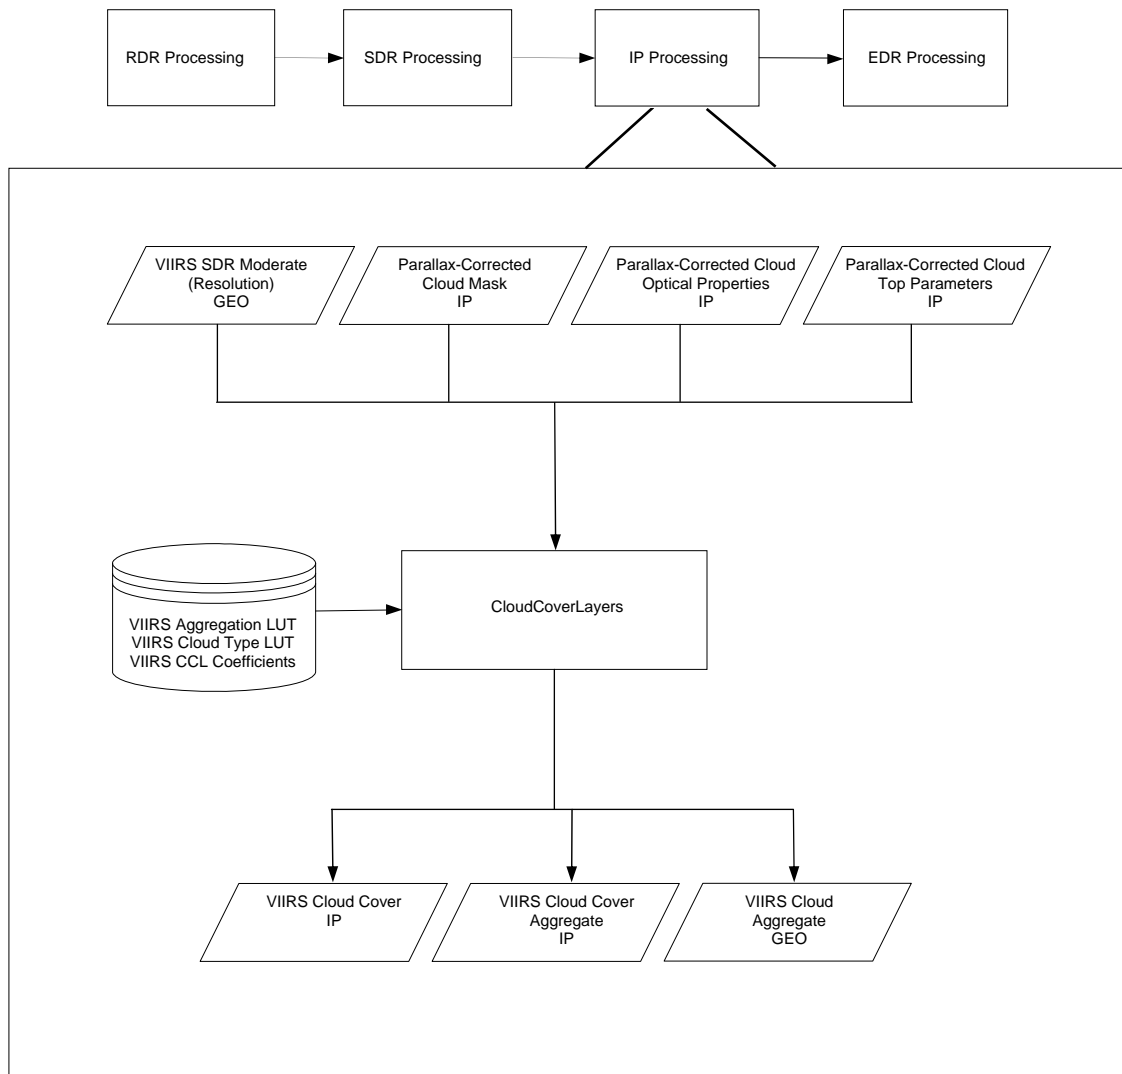 RDR Processing
SDR Processing
IP Processing
EDR Processing
VIIRS SDR Moderate
(Resolution)
GEO
Parallax-Corrected
Cloud Mask
IP
Parallax-Corrected Cloud
Optical Properties
IP
Parallax-Corrected Cloud
Top Parameters
IP
VIIRS Aggregation LUT
VIIRS Cloud Type LUT
VIIRS CCL Coefficients
CloudCoverLayers
VIIRS Cloud Cover
IP
VIIRS Cloud Cover
Aggregate
IP
VIIRS Cloud
Aggregate
GEO